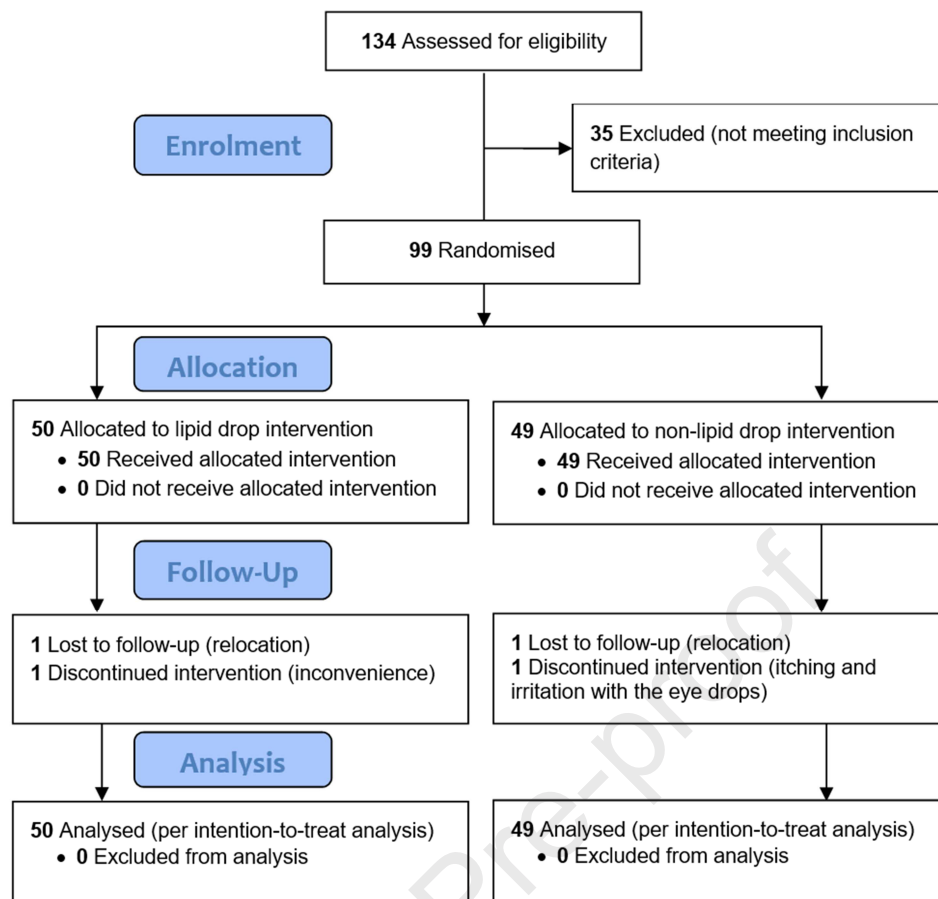 134 Assessed for eligibility
Enrolment
35 Excluded (not meeting inclusion
criteria)
99 Randomised
Allocation
50 Allocated to lipid drop intervention
• 50 Received allocated intervention
• 0 Did not receive allocated intervention
49 Allocated to non-lipid drop intervention
• 49 Received allocated intervention
• 0 Did not receive allocated intervention
Follow-Up
1 Lost to follow-up (relocation)
1 Discontinued intervention (inconvenience)
1 Lost to follow-up (relocation)
1 Discontinued intervention (itching and
irritation with the eye drops)
Analysis
50 Analysed (per intention-to-treat analysis)
• 0 Excluded from analysis
49 Analysed (per intention-to-treat analysis)
• 0 Excluded from analysis
Pre-proof